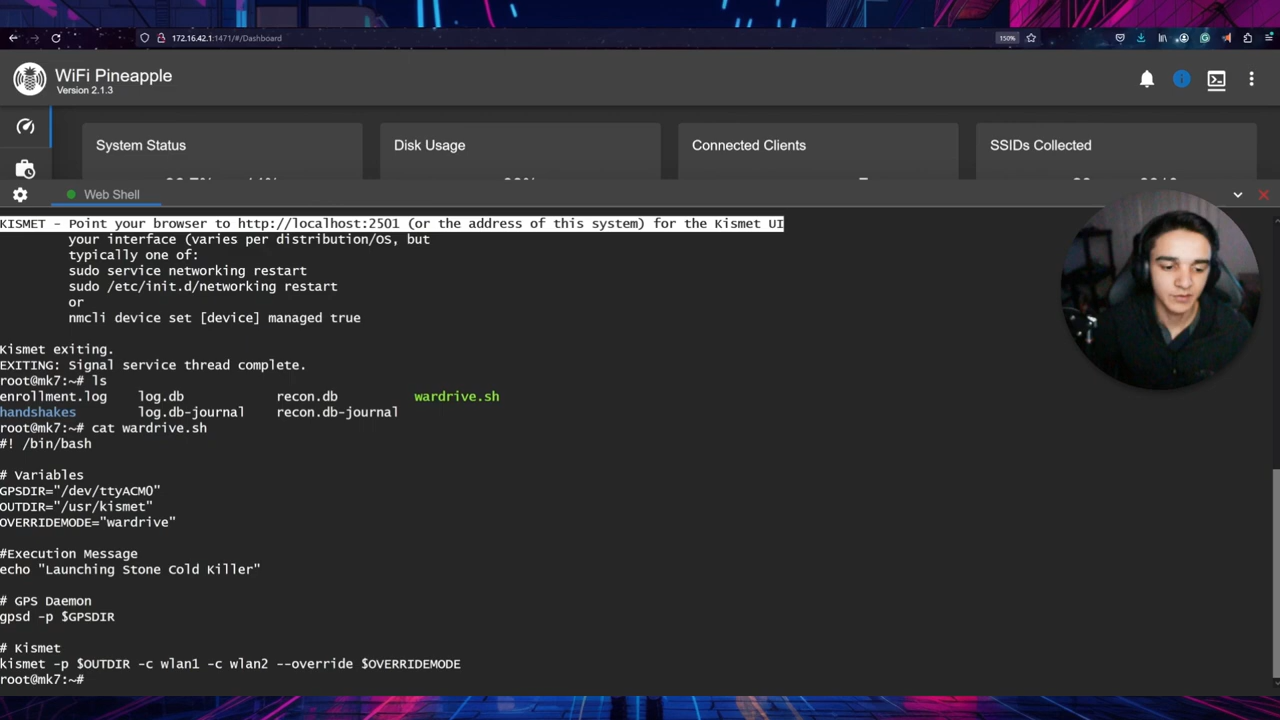 172.16.42.1:1471/#/Dashboard
150%
WiFi Pineapple
Version 2.1.3
System Status
Disk Usage
Connected Clients
SSIDs Collected
Web Shell
KISMET - Point your browser to http://localhost:2501 (or the address of this system) for the Kismet UI
your interface (varies per distribution/OS, but
typically one of:
sudo service networking restart
sudo /etc/init.d/networking restart
or
nmcli device set [device] managed true
Kismet exiting.
EXITING: Signal service thread complete.
root@mk7:~# ls
enrollment.log log.db recon.db wardrive.sh
handshakes log.db-journal recon.db-journal
root@mk7:~# cat wardrive.sh
#! /bin/bash
# Variables
GPSDIR="/dev/ttyACM0"
OUTDIR="/usr/kismet"
OVERRIDEMODE="wardrive"
#Execution Message
echo "Launching Stone Cold Killer"
# GPS Daemon
gpsd -p $GPSDIR
# Kismet
kismet -p $OUTDIR -c wlan1 -c wlan2 --override $OVERRIDEMODE
root@mk7:~#